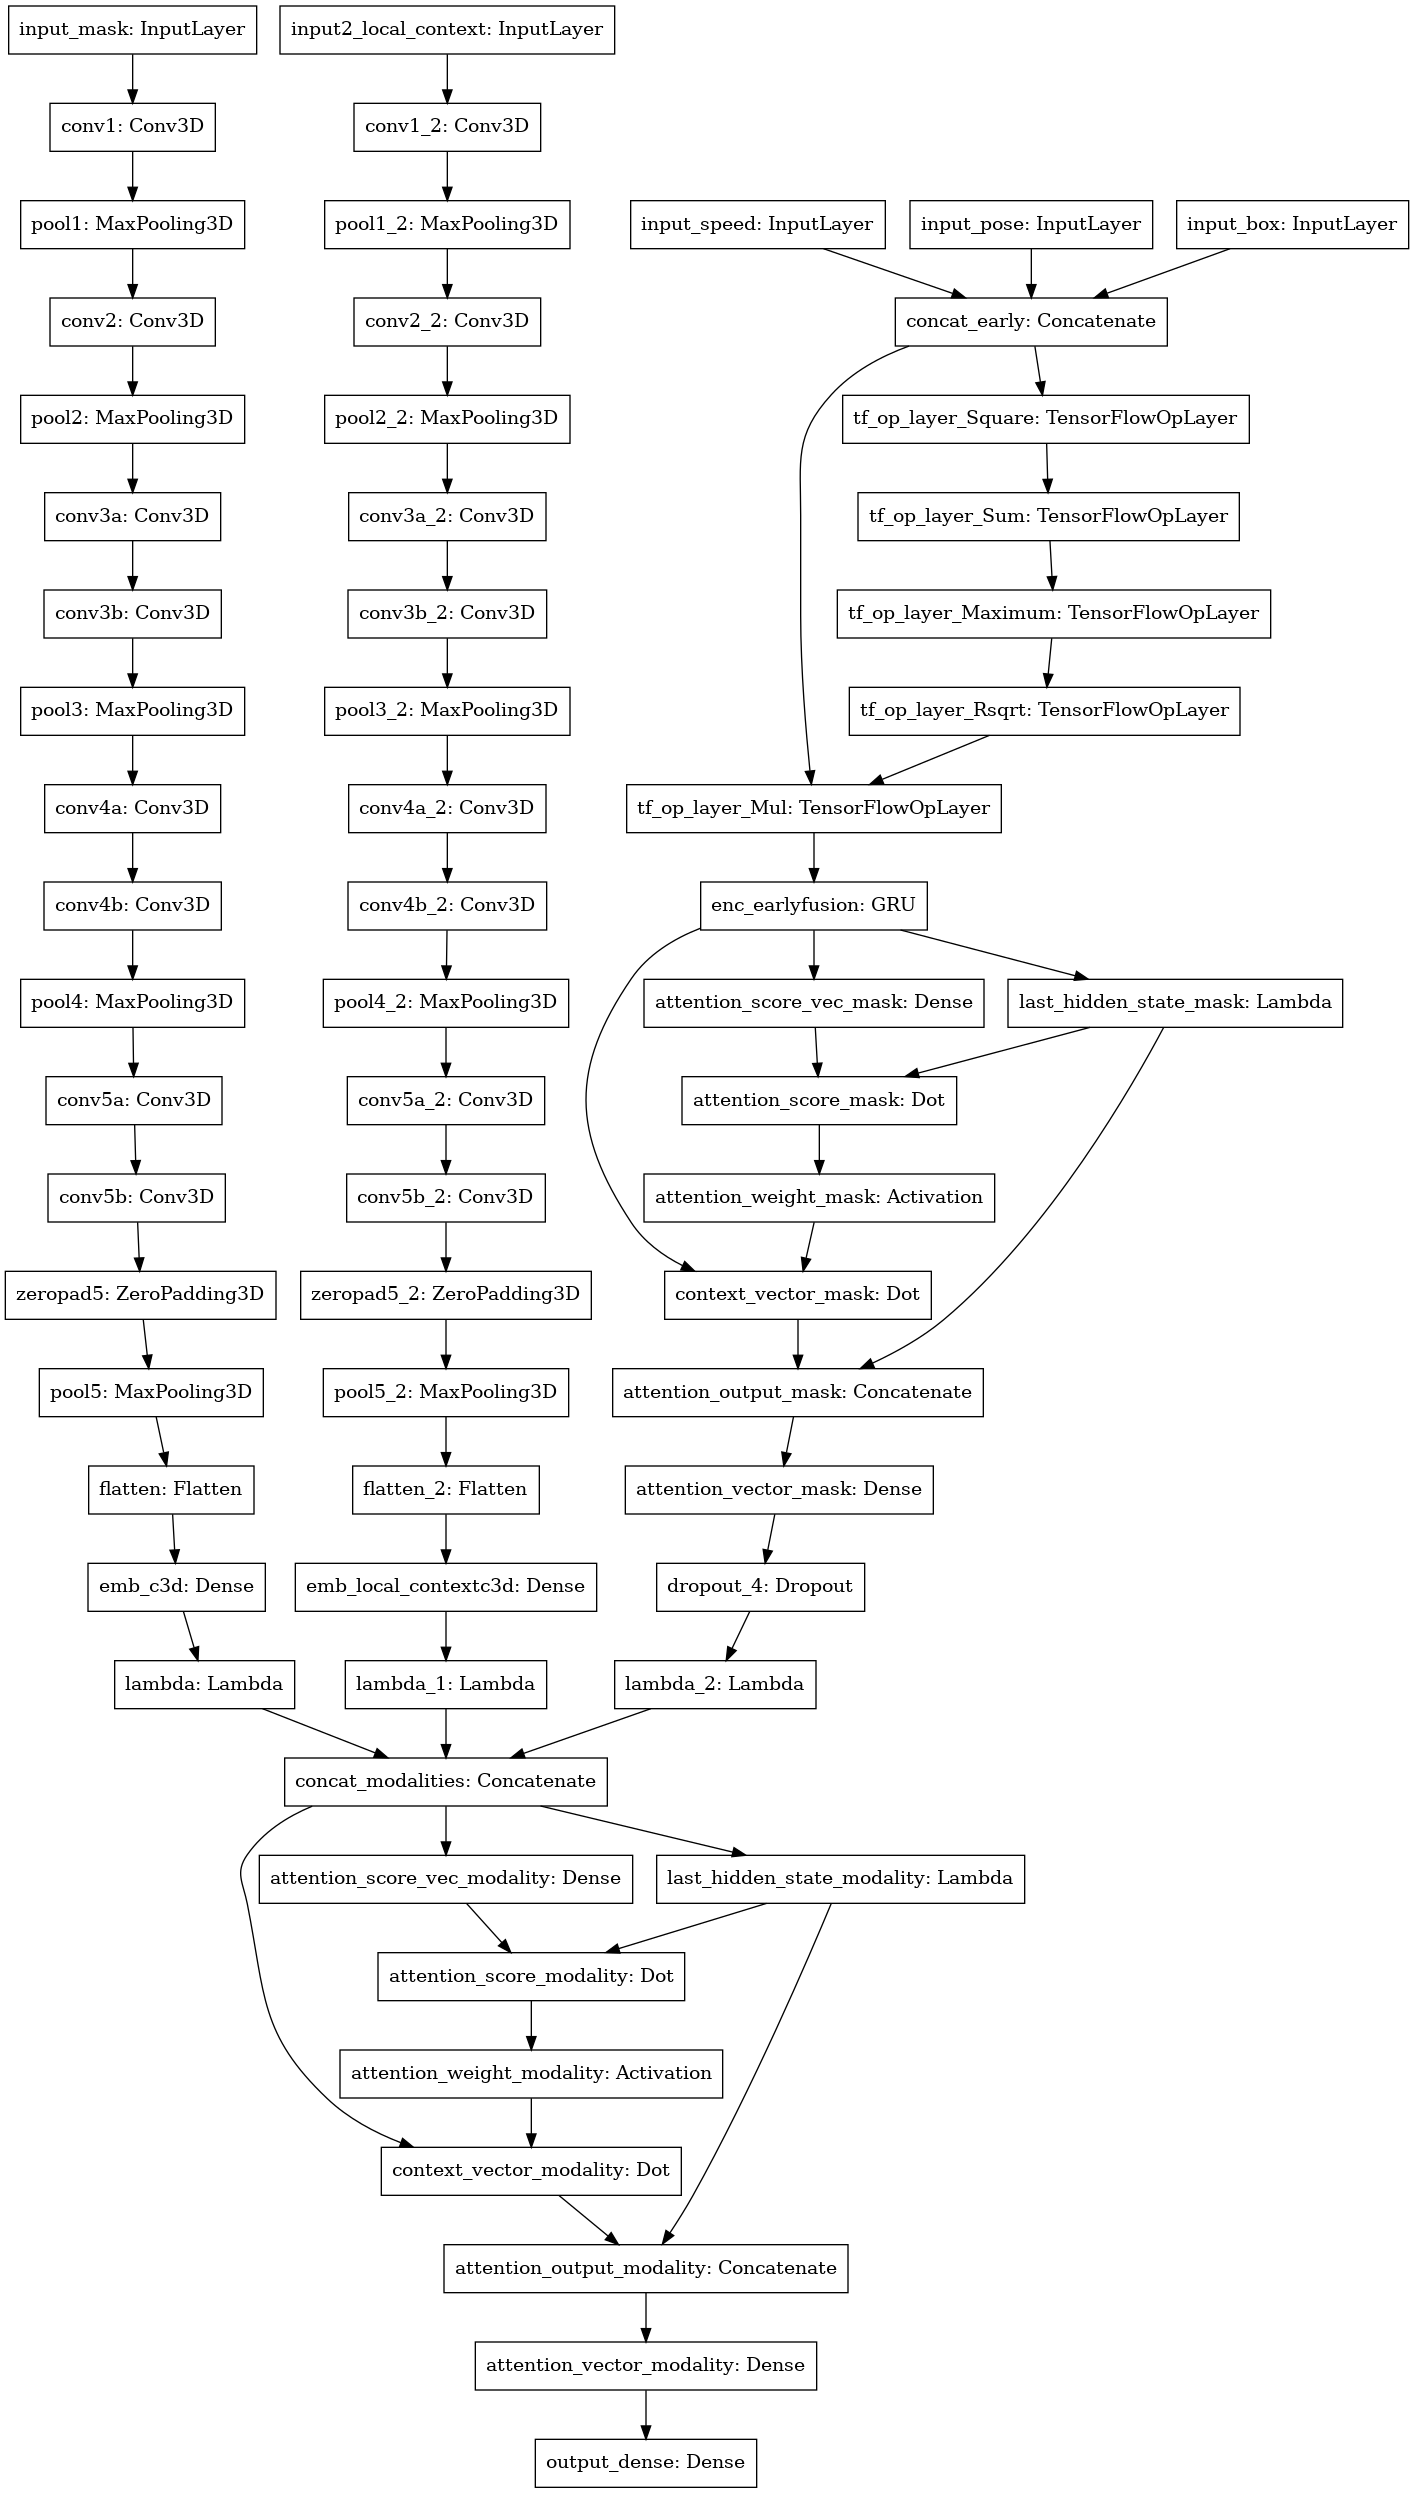 input_mask: InputLayer
input2_local_context: InputLayer
conv1: Conv3D
conv1_2: Conv3D
pool1: MaxPooling3D
pool1_2: MaxPooling3D
input_speed: InputLayer
input_pose: InputLayer
input_box: InputLayer
conv2: Conv3D
conv2_2: Conv3D
concat_early: Concatenate
pool2: MaxPooling3D
pool2_2: MaxPooling3D
tf_op_layer_Square: TensorFlowOpLayer
conv3a: Conv3D
conv3a_2: Conv3D
tf_op_layer_Sum: TensorFlowOpLayer
conv3b: Conv3D
conv3b_2: Conv3D
tf_op_layer_Maximum: TensorFlowOpLayer
pool3: MaxPooling3D
pool3_2: MaxPooling3D
tf_op_layer_Rsqrt: TensorFlowOpLayer
conv4a: Conv3D
conv4a_2: Conv3D
tf_op_layer_Mul: TensorFlowOpLayer
conv4b: Conv3D
conv4b_2: Conv3D
enc_earlyfusion: GRU
pool4: MaxPooling3D
pool4_2: MaxPooling3D
attention_score_vec_mask: Dense
last_hidden_state_mask: Lambda
conv5a: Conv3D
conv5a_2: Conv3D
attention_score_mask: Dot
conv5b: Conv3D
conv5b_2: Conv3D
attention_weight_mask: Activation
zeropad5: ZeroPadding3D
zeropad5_2: ZeroPadding3D
context_vector_mask: Dot
pool5: MaxPooling3D
pool5_2: MaxPooling3D
attention_output_mask: Concatenate
flatten: Flatten
flatten_2: Flatten
attention_vector_mask: Dense
emb_c3d: Dense
emb_local_contextc3d: Dense
dropout_4: Dropout
lambda: Lambda
lambda_1: Lambda
lambda_2: Lambda
concat_modalities: Concatenate
attention_score_vec_modality: Dense
last_hidden_state_modality: Lambda
attention_score_modality: Dot
attention_weight_modality: Activation
context_vector_modality: Dot
attention_output_modality: Concatenate
attention_vector_modality: Dense
output_dense: Dense